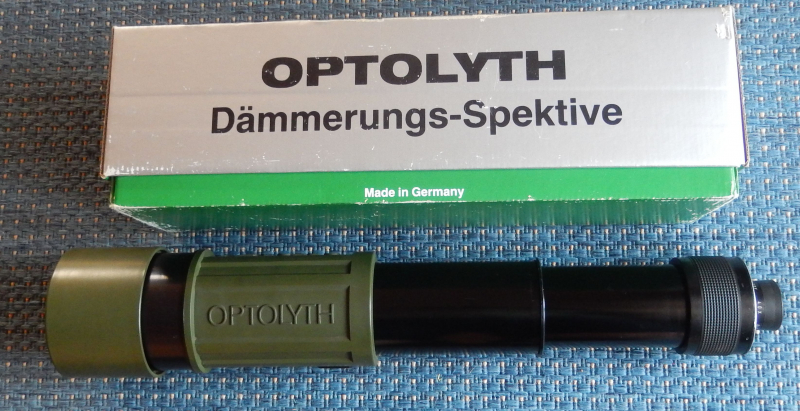 OPTOLYTH
Dämmerungs-Spektive
Made in Germany
OPTOLYTH